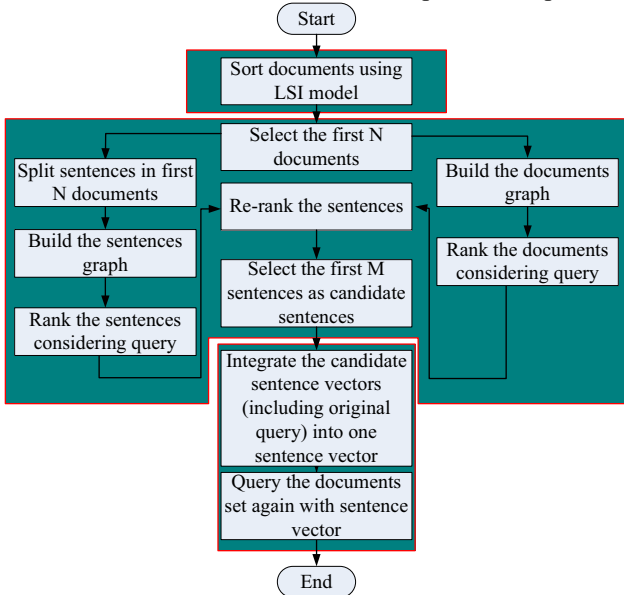 Start
Sort documents using
LSI model
Select the first N
documents
Split sentences in first
N documents
Build the sentences
graph
Rank the sentences
considering query
Build the documents
graph
Rank the documents
considering query
Re-rank the sentences
Select the first M
sentences as candidate
sentences
Integrate the candidate
sentence vectors
(including original
query) into one
sentence vector
Query the documents
set again with sentence
vector
End